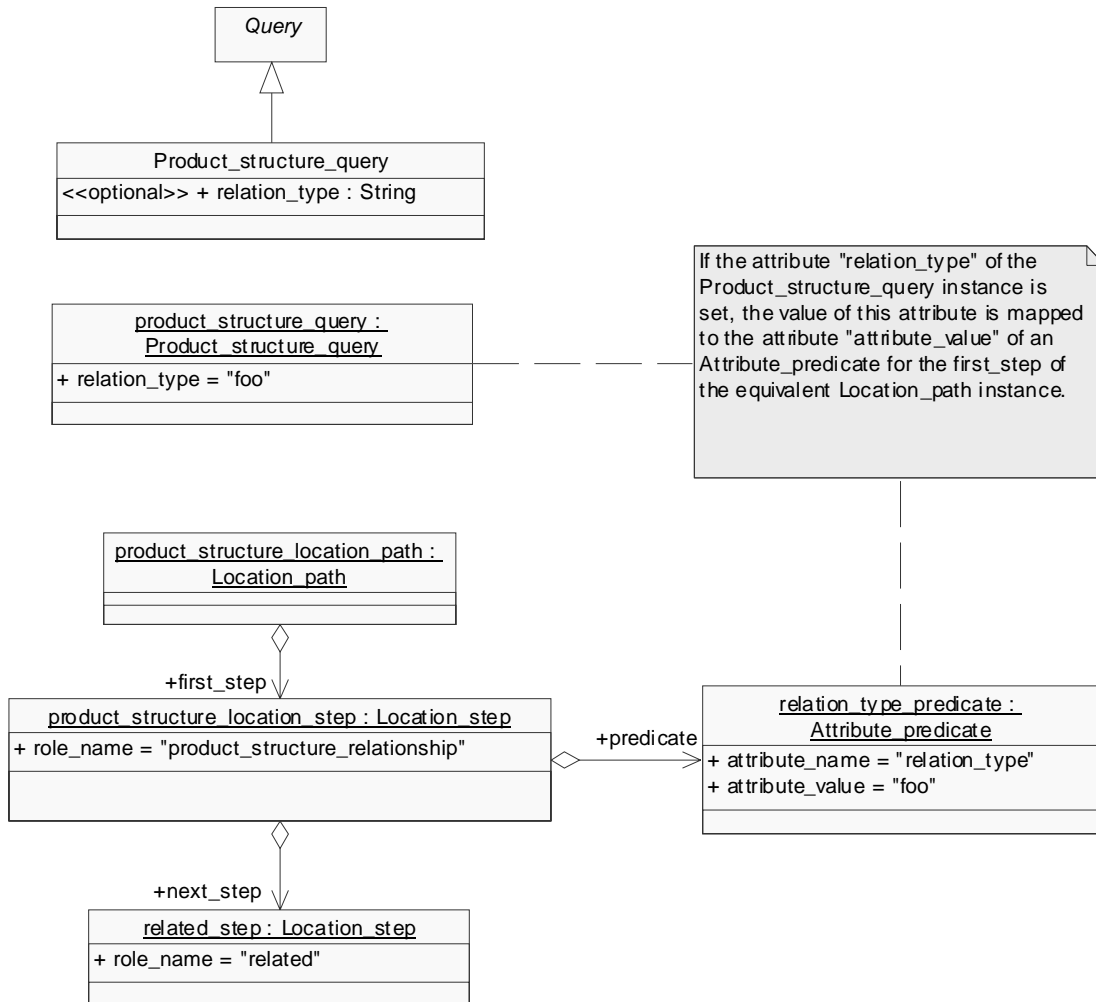 Query
Product_structure_query
<<optional>> + relation_type : String
If the attribute "relation_type" of the
Product_structure_query instance is
set, the value of this attribute is mapped
to the attribute "attribute_value" of an
Attribute_predicate for the first_step of
the equivalent Location_path instance.
product_structure_query :
Product_structure_query
+ relation_type = "foo"
product_structure_location_path :
Location_path
+first_step
product_structure_location_step : Location_step
+ role_name = "product_structure_relationship"
+predicate
relation_type_predicate :
Attribute_predicate
+ attribute_name = "relation_type"
+ attribute_value = "foo"
+next_step
related_step : Location_step
+ role_name = "related"